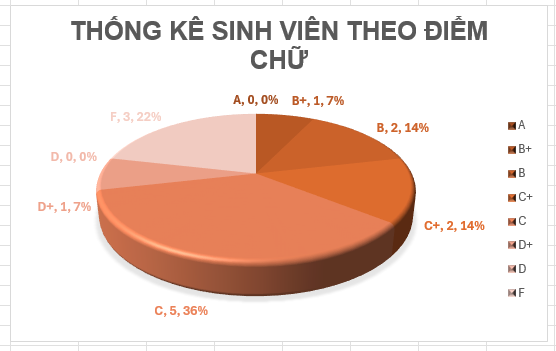 THỐNG KÊ SINH VIÊN THEO ĐIỂM
CHỮ
A, 0, 0%
B+, 1, 7%
F, 3, 22%
B, 2, 14%
D, 0, 0%
D+, 1, 7%
C+, 2, 14%
C, 5, 36%
A
B+
B
C+
C
D+
D
F